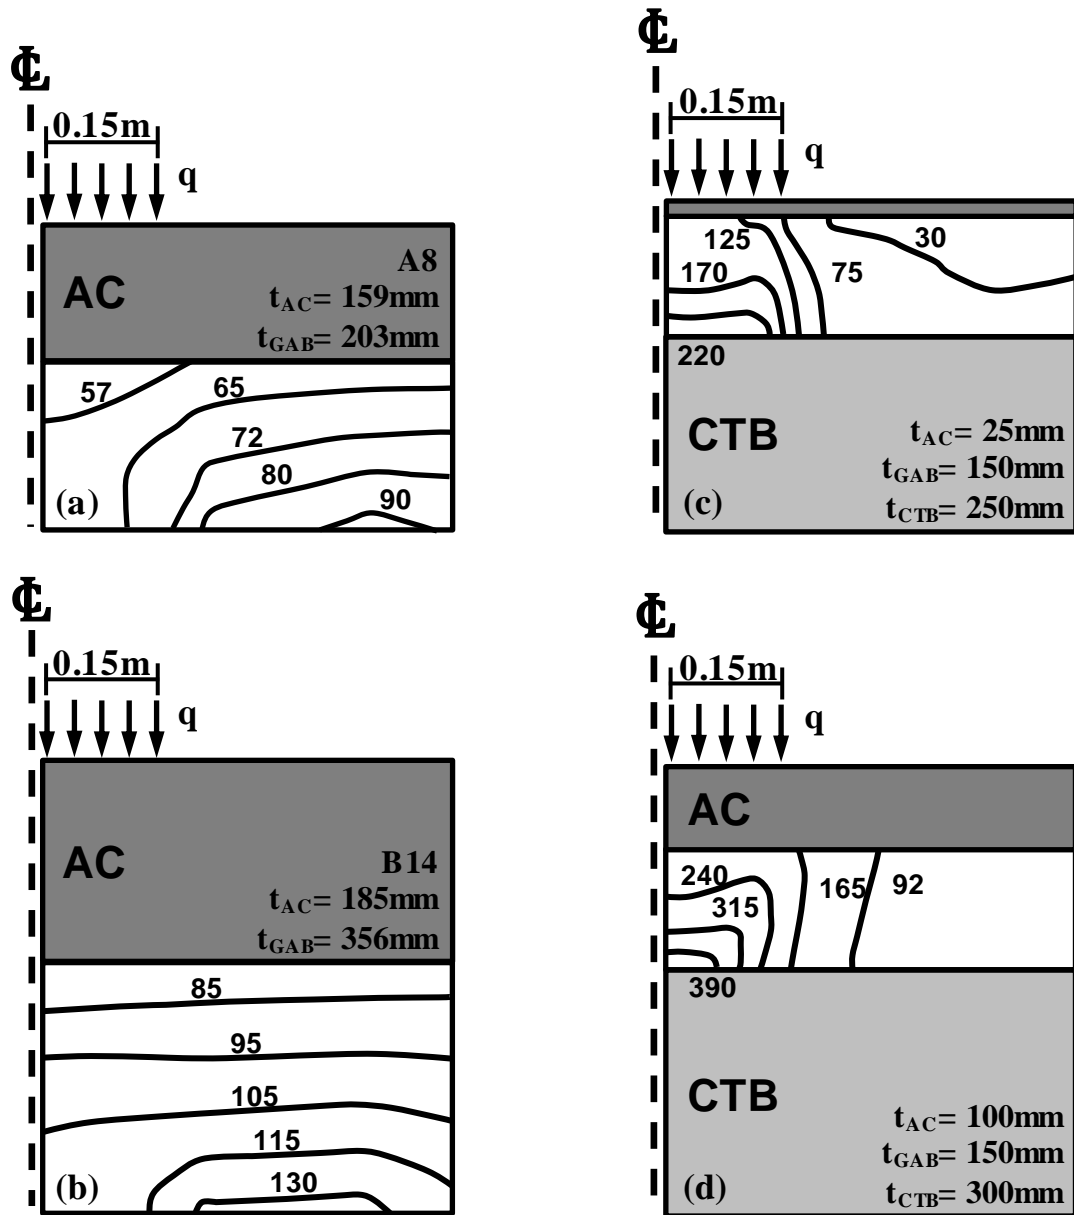 ℄
0.15m
q
AC
A8
tAC= 159mm
tGAB= 203mm
57
65
72
80
90
(a)
℄
0.15m
q
125
30
170
75
220
CTB
tAC= 25mm
tGAB= 150mm
tCTB= 250mm
(c)
℄
0.15m
q
AC
B14
tAC= 185mm
tGAB= 356mm
85
95
105
115
130
(b)
℄
0.15m
q
AC
240
165
92
315
390
CTB
tAC= 100mm
tGAB= 150mm
tCTB= 300mm
(d)